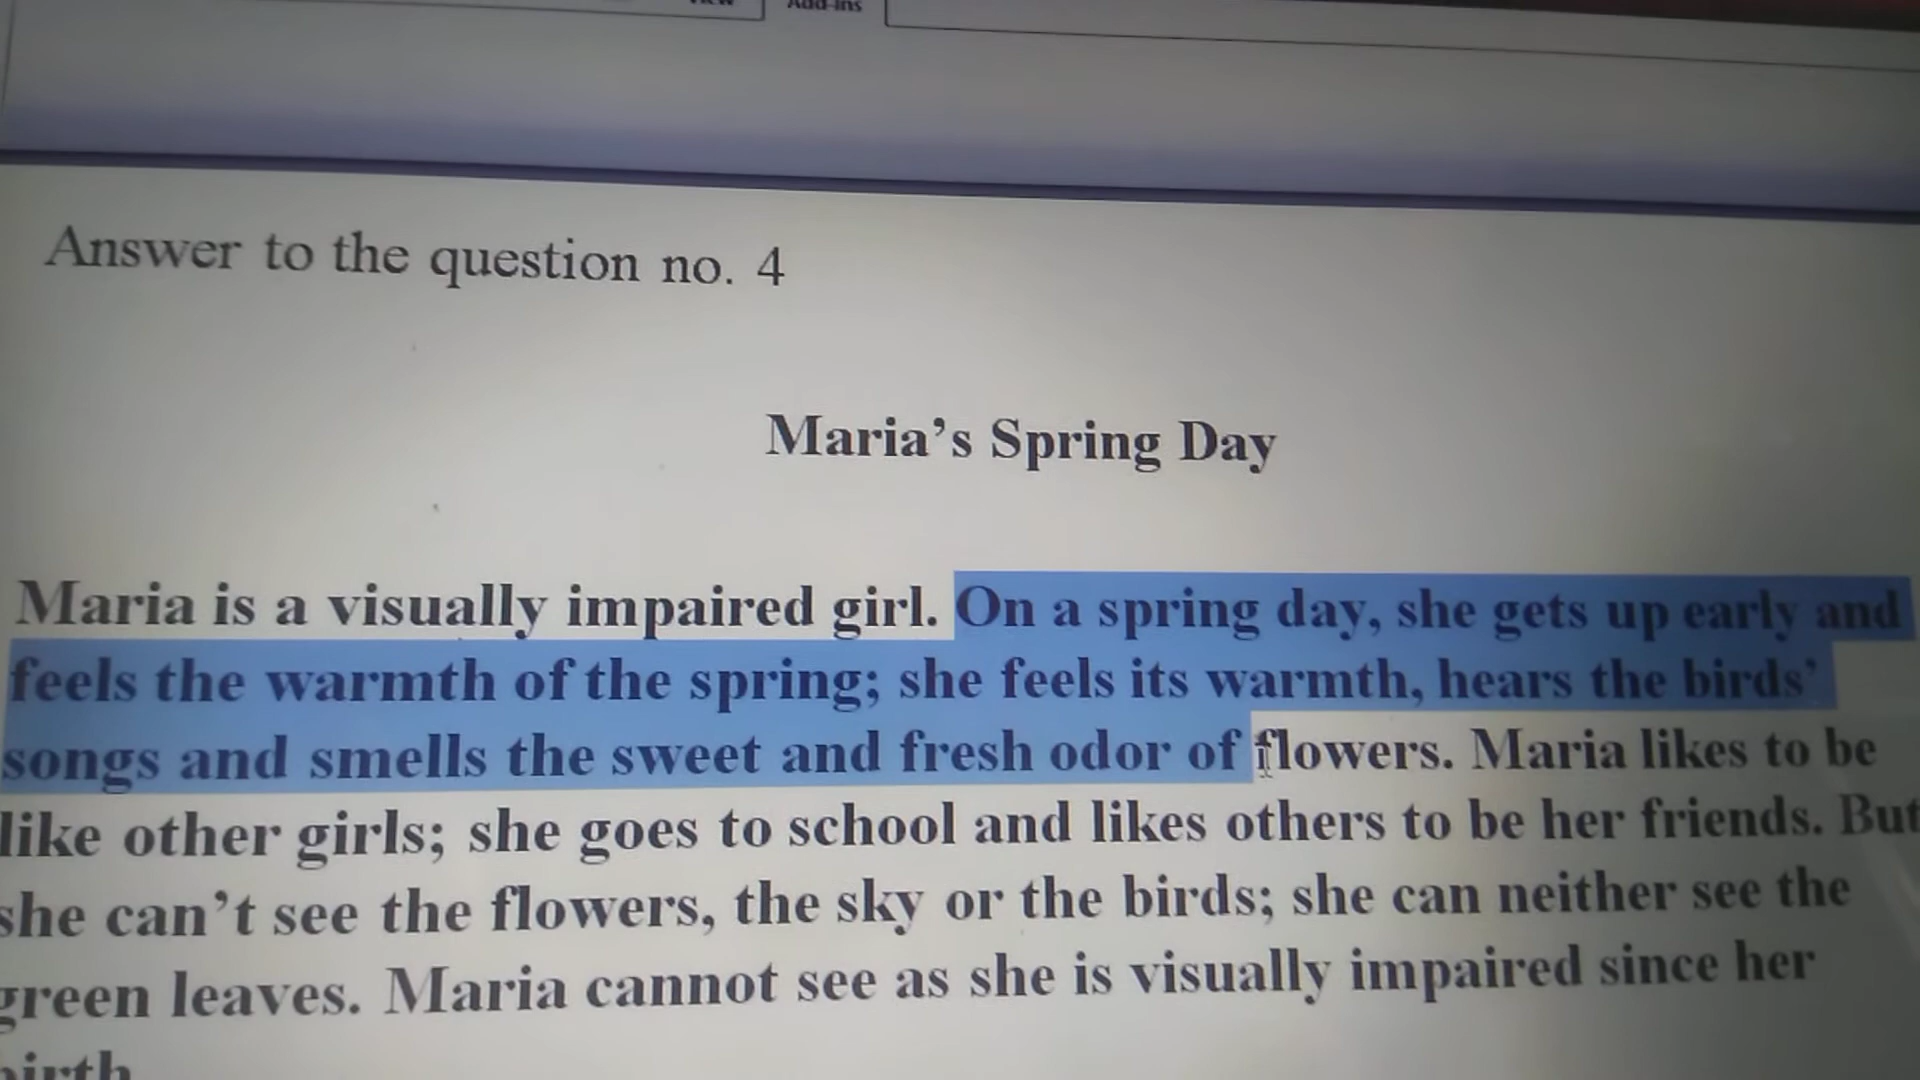 Add-Ins
Answer to the question no. 4
Maria’s Spring Day
Maria is a visually impaired girl. On a spring day, she gets up early and
feels the warmth of the spring; she feels its warmth, hears the birds’
songs and smells the sweet and fresh odor of flowers. Maria likes to be
like other girls; she goes to school and likes others to be her friends. But
she can’t see the flowers, the sky or the birds; she can neither see the
green leaves. Maria cannot see as she is visually impaired since her
birth